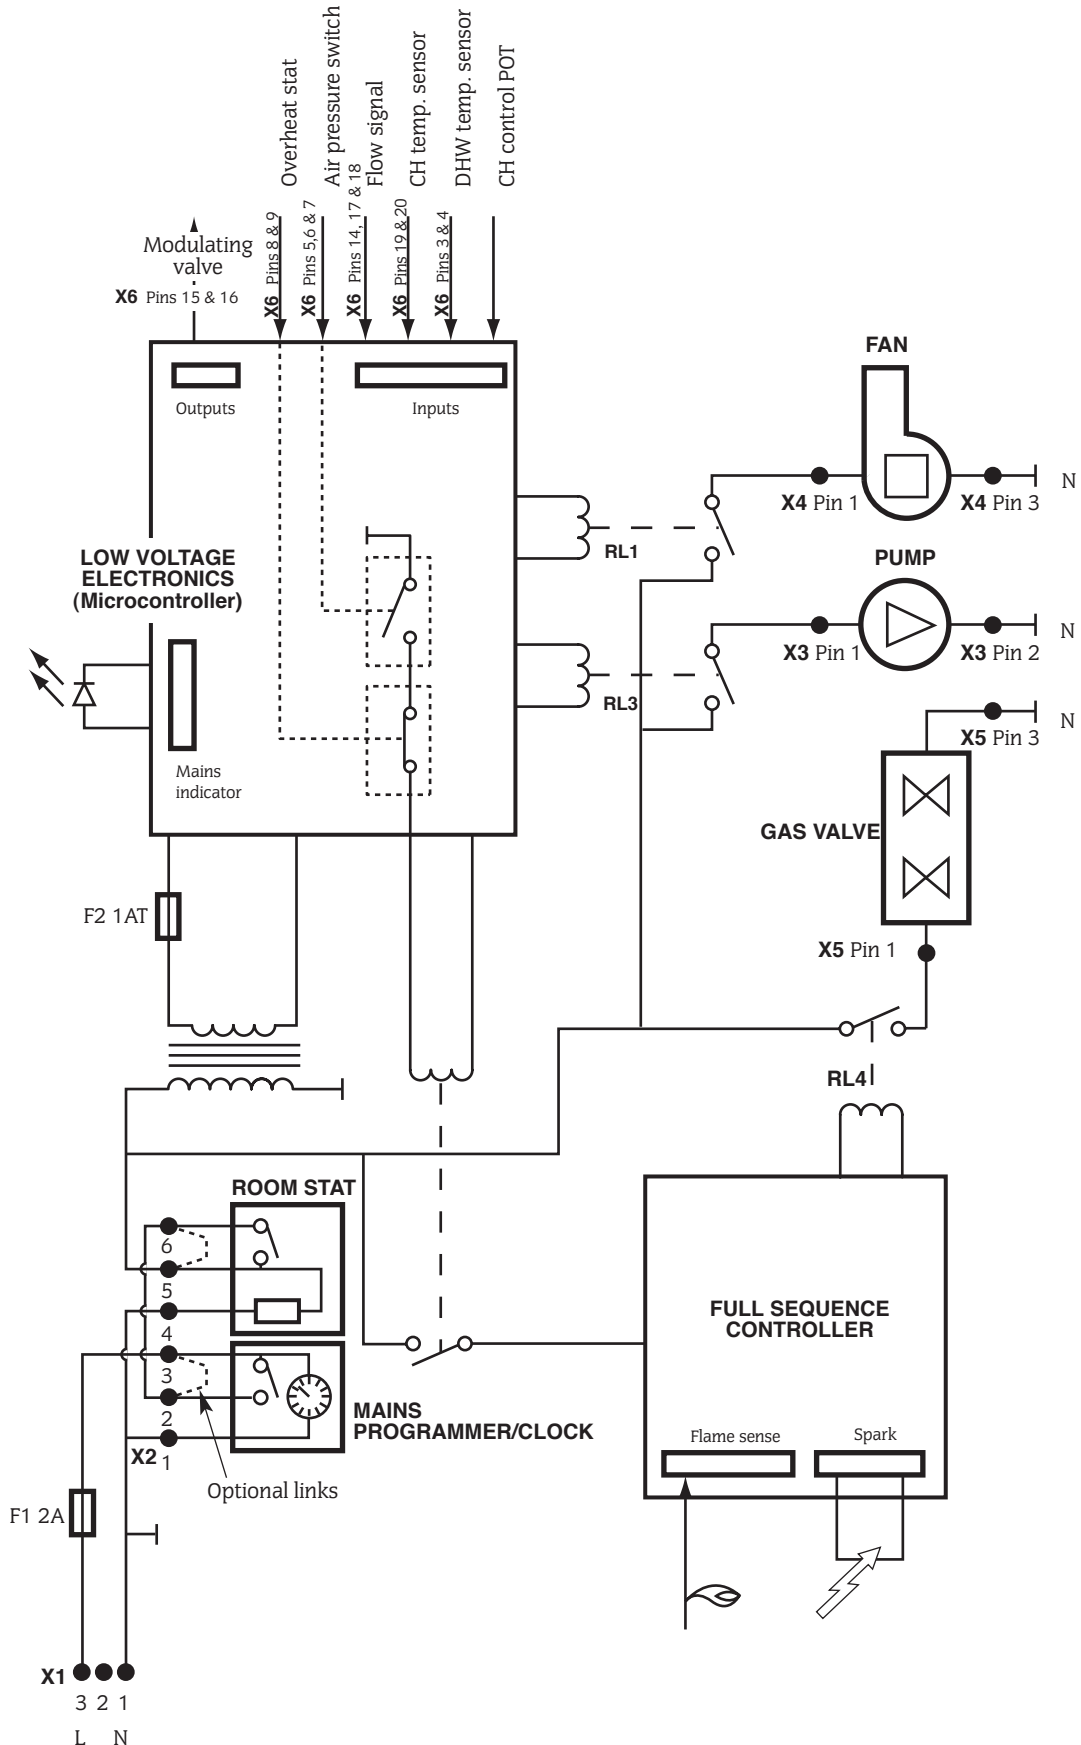 Overheat stat
Air pressure switch
Flow signal
CH temp. sensor
DHW temp. sensor
CH control POT
X6 Pins 8 & 9
X6 Pins 5,6 & 7
X6 Pins 14, 17 & 18
X6 Pins 19 & 20
X6 Pins 3 & 4
Modulating
valve
X6 Pins 15 & 16
Outputs
Inputs
FAN
X4 Pin 1
X4 Pin 3
N
RL1
LOW VOLTAGE
ELECTRONICS
(Microcontroller)
PUMP
X3 Pin 1
X3 Pin 2
N
RL3
X5 Pin 3
N
Mains
indicator
GAS VALVE
F2 1AT
X5 Pin 1
RL4
ROOM STAT
6
5
4
3
2
X2 1
MAINS
PROGRAMMER/CLOCK
Optional links
FULL SEQUENCE
CONTROLLER
Flame sense
Spark
F1 2A
X1
3 2 1
L N